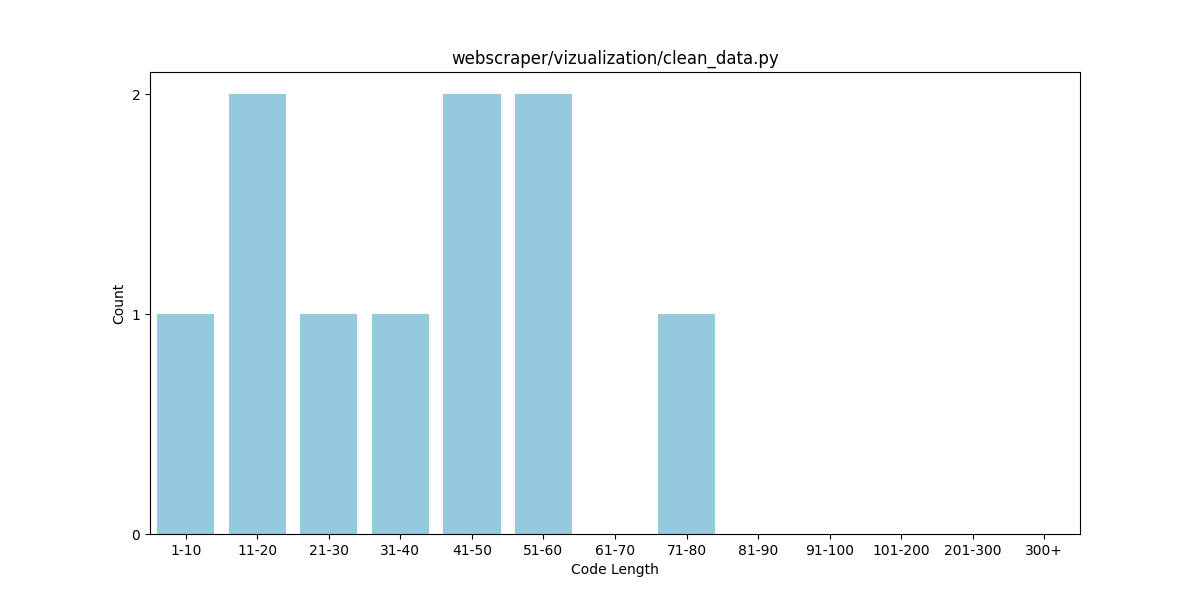 webscraper/vizualization/clean_data.py
Count
2
1
0
1-10 11-20 21-30 31-40 41-50 51-60 61-70 71-80 81-90 91-100 101-200 201-300 300+
Code Length